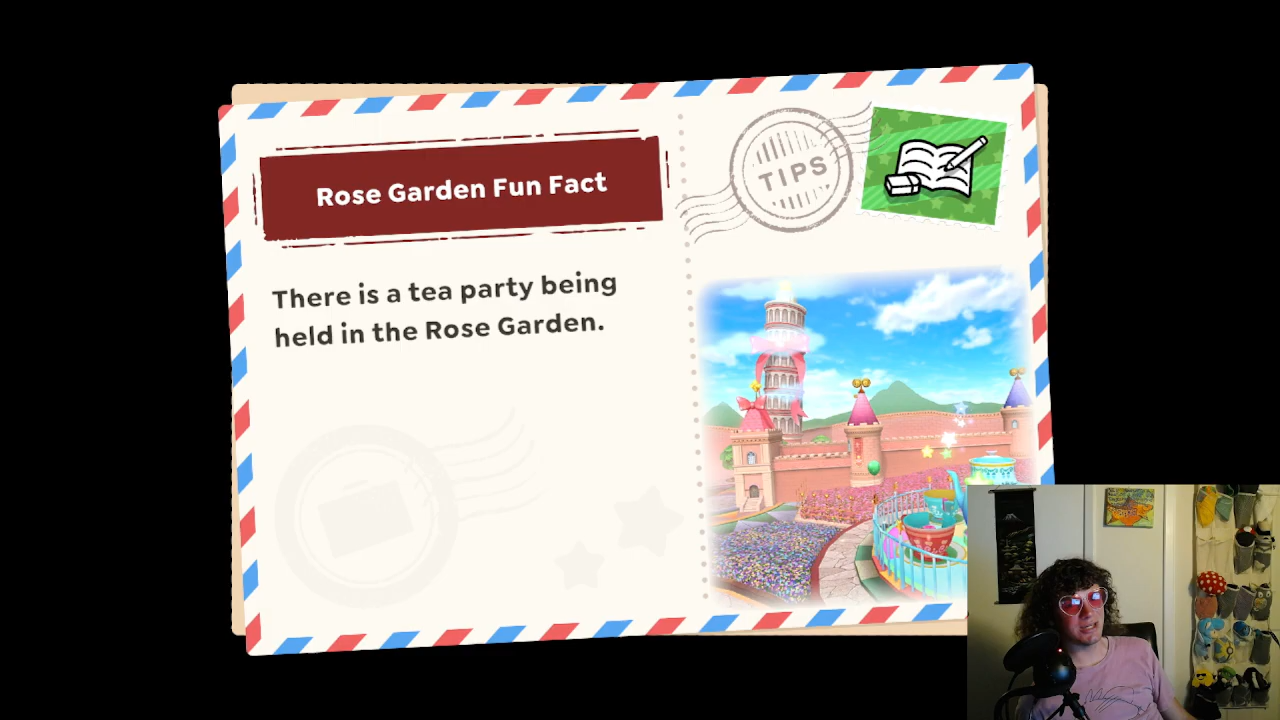 Rose Garden Fun Fact
TIPS
There is a tea party being
held in the Rose Garden.